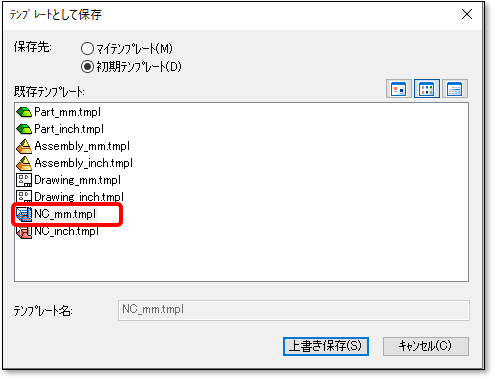 テンプレートとして保存
保存先:
マイテンプレート(M)
初期テンプレート(D)
既存テンプレート:
Part_mm.tmpl
Part_inch.tmpl
Assembly_mm.tmpl
Assembly_inch.tmpl
Drawing_mm.tmpl
Drawing_inch.tmpl
NC_mm.tmpl
NC_inch.tmpl
テンプレート名: NC_mm.tmpl
上書き保存(S) キャンセル(C)